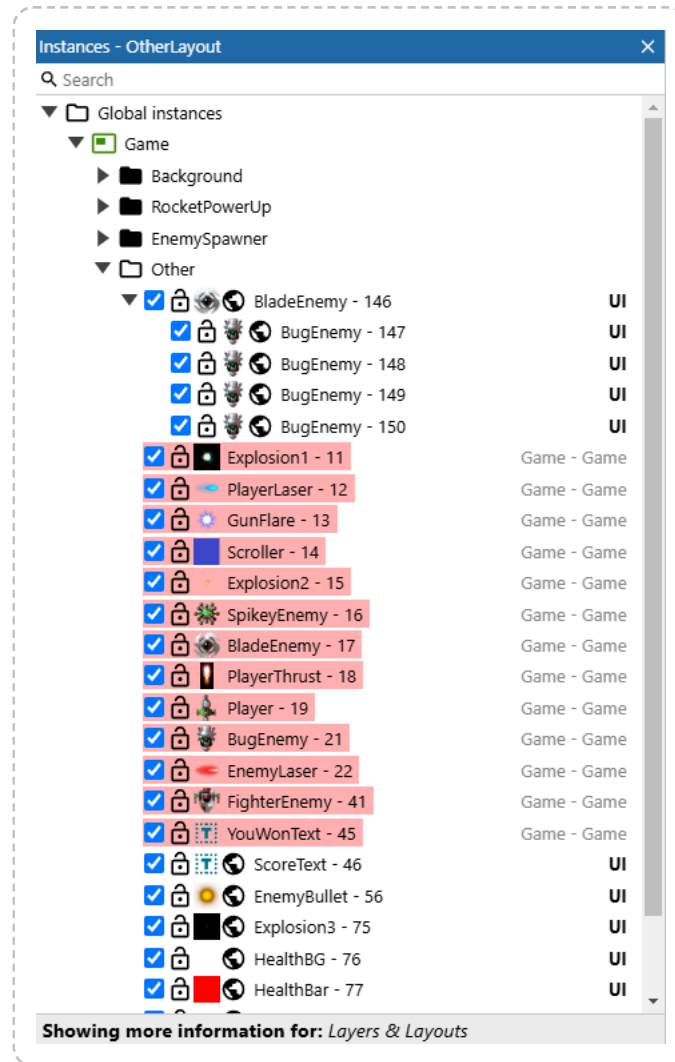 Instances - OtherLayout
Search
Global instances
Game
Background
RocketPowerUp
EnemySpawner
Other
BladeEnemy - 146 UI
BugEnemy - 147 UI
BugEnemy - 148 UI
BugEnemy - 149 UI
BugEnemy - 150 UI
Explosion1 - 11 Game - Game
PlayerLaser - 12 Game - Game
GunFlare - 13 Game - Game
Scroller - 14 Game - Game
Explosion2 - 15 Game - Game
SpikeyEnemy - 16 Game - Game
BladeEnemy - 17 Game - Game
PlayerThrust - 18 Game - Game
Player - 19 Game - Game
BugEnemy - 21 Game - Game
EnemyLaser - 22 Game - Game
FighterEnemy - 41 Game - Game
YouWonText - 45 Game - Game
ScoreText - 46 UI
EnemyBullet - 56 UI
Explosion3 - 75 UI
HealthBG - 76 UI
HealthBar - 77 UI
Showing more information for: Layers & Layouts